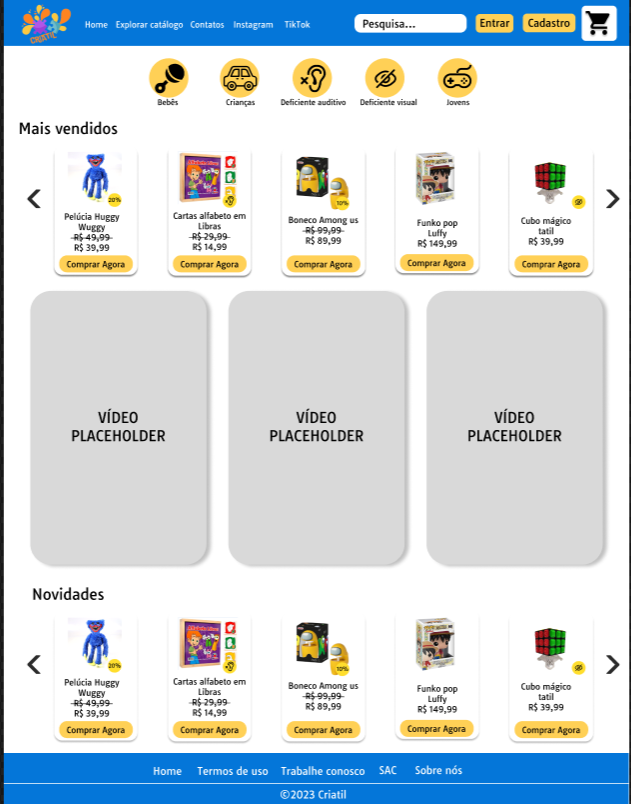 CRIATIL
Home Explorar catálogo Contatos Instagram TikTok
Pesquisa...
Entrar
Cadastro
Bebês
Crianças
Deficiente auditivo
Deficiente visual
Jovens
Mais vendidos
20%
Pelúcia Huggy
Wuggy
R$ 49,99
R$ 39,99
Comprar Agora
Cartas alfabeto em
Libras
R$ 29,99
R$ 14,99
Comprar Agora
10%
Boneco Among us
R$ 99,99
R$ 89,99
Comprar Agora
Funko pop
Luffy
R$ 149,99
Comprar Agora
Cubo mágico
tatil
R$ 39,99
Comprar Agora
VÍDEO
PLACEHOLDER
VÍDEO
PLACEHOLDER
VÍDEO
PLACEHOLDER
Novidades
20%
Pelúcia Huggy
Wuggy
R$ 49,99
R$ 39,99
Comprar Agora
Cartas alfabeto em
Libras
R$ 29,99
R$ 14,99
Comprar Agora
10%
Boneco Among us
R$ 99,99
R$ 89,99
Comprar Agora
Funko pop
Luffy
R$ 149,99
Comprar Agora
Cubo mágico
tatil
R$ 39,99
Comprar Agora
Home Termos de uso Trabalhe conosco SAC Sobre nós
©2023 Criatil